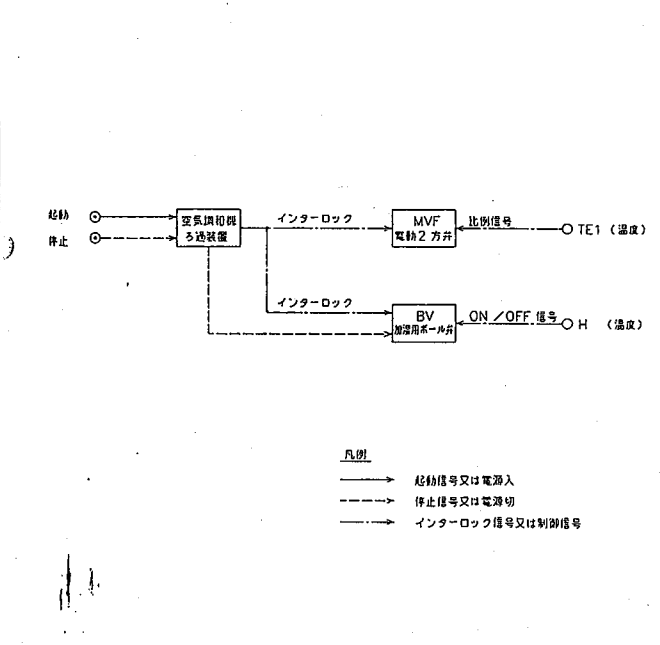 起動
停止
空気調和機
ろ過装置
インターロック
MVF
電動2方弁
比例信号
TE1 (温度)
インターロック
BV
加湿用ボール弁
ON/OFF 信号
H (湿度)
凡例
起動信号又は電源入
停止信号又は電源切
インターロック信号又は制御信号